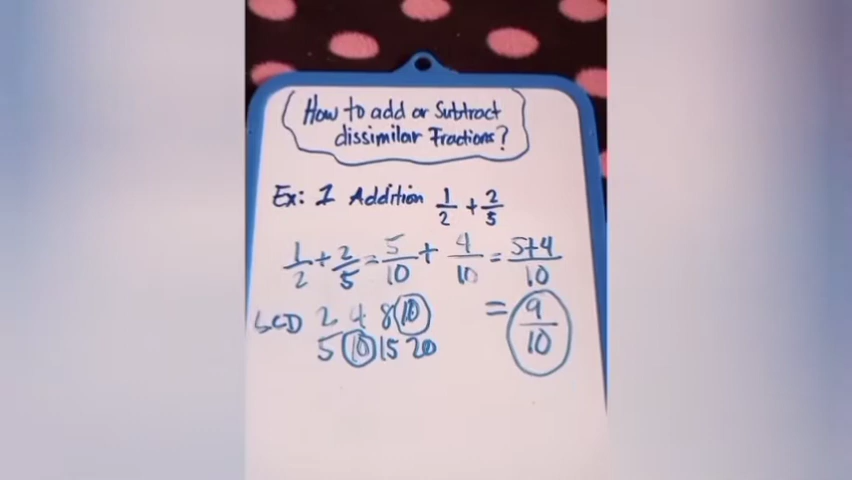 How to add or Subtract
dissimilar Fractions?
Ex: 1 Addition 1/2 + 2/5
1/2 + 2/5 = 5/10 + 4/10 = 5+4/10
LCD 2 4 8 10
= 9/10
5 10 15 20